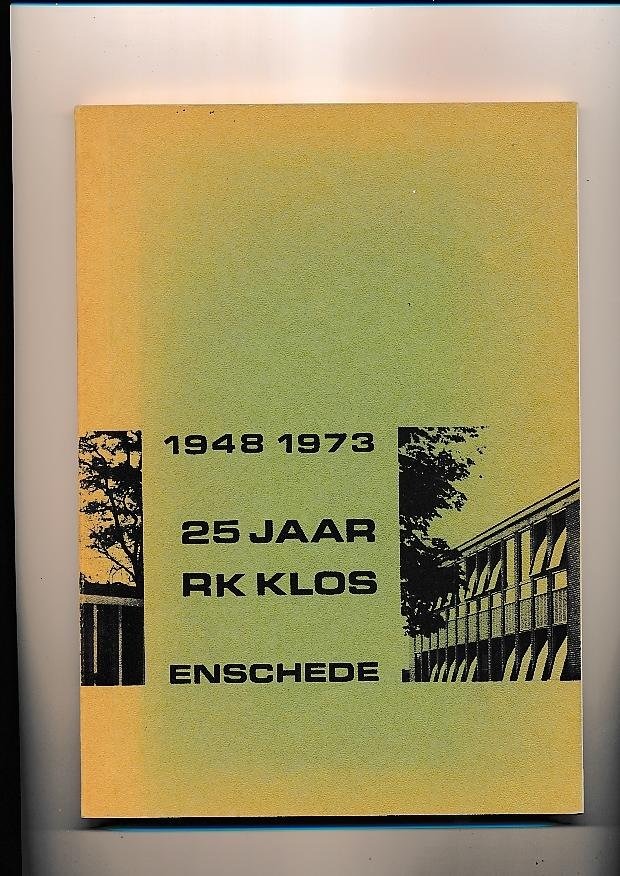 1948 1973
25 JAAR
RK KLOS
ENSCHEDE